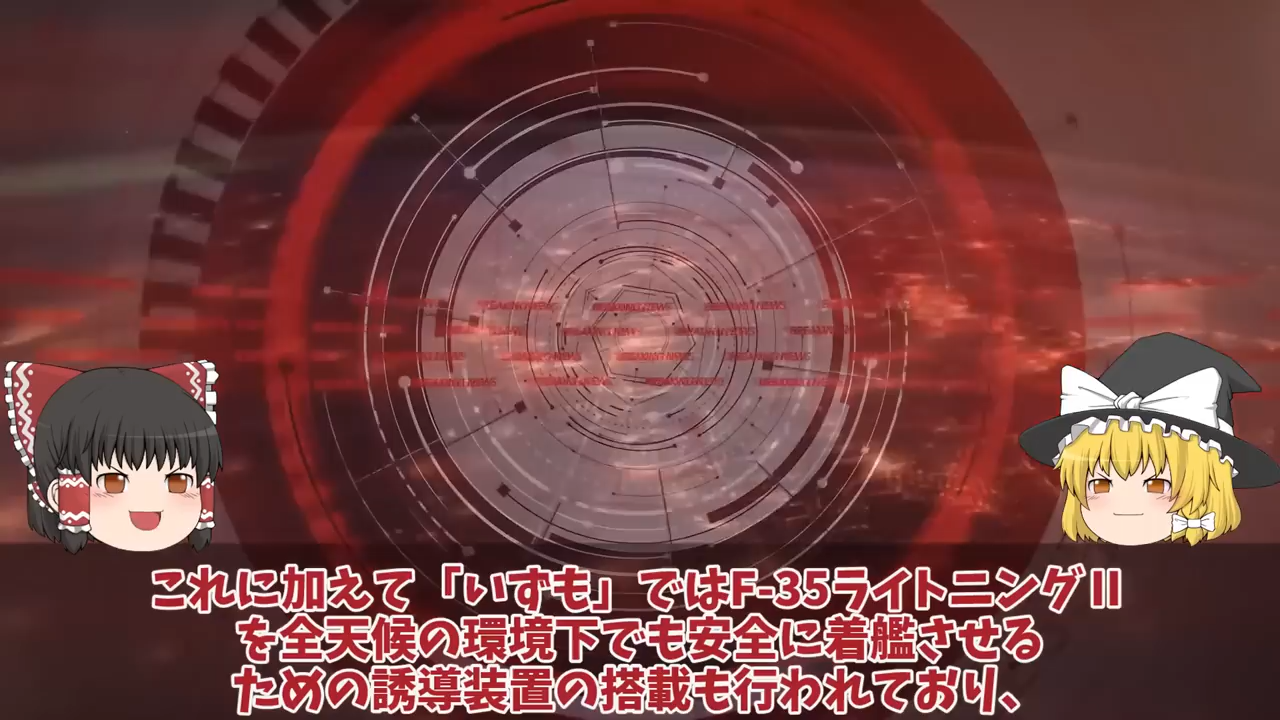 これに加えて「いずも」ではF-35ライトニングⅡ
を全天候の環境下でも安全に着艦させる
ための誘導装置の搭載も行われており、